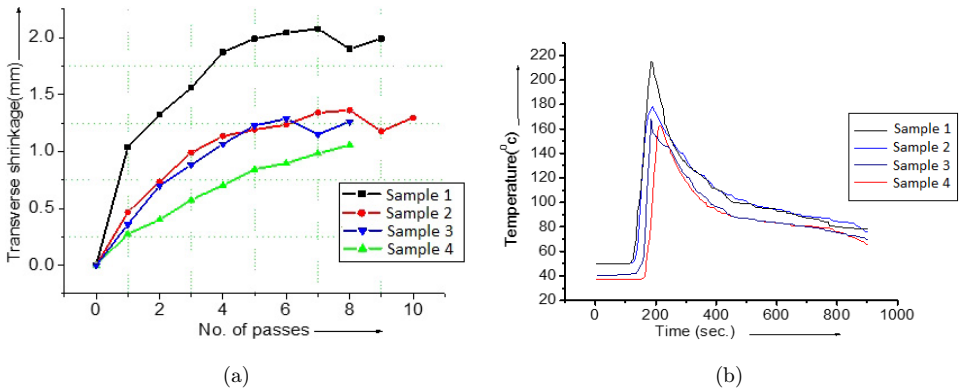 Transverse shrinkage(mm)
2.0
1.5
1.0
0.5
0.0
0 2 4 6 8 10
No. of passes
Sample 1
Sample 2
Sample 3
Sample 4
(a)
Temperature(⁰c)
220
200
180
160
140
120
100
80
60
40
20
0 200 400 600 800 1000
Time (sec.)
Sample 1
Sample 2
Sample 3
Sample 4
(b)